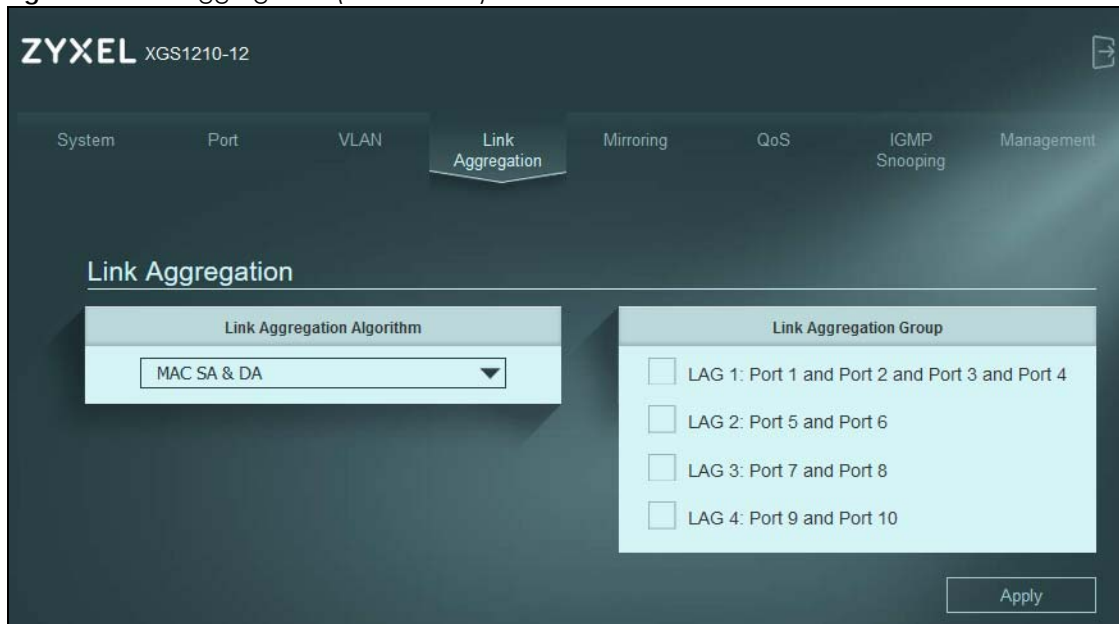 ZYXEL XGS1210-12
System Port VLAN Link Aggregation Mirroring QoS IGMP Snooping Management
Link Aggregation
Link Aggregation Algorithm
MAC SA & DA
Link Aggregation Group
LAG 1: Port 1 and Port 2 and Port 3 and Port 4
LAG 2: Port 5 and Port 6
LAG 3: Port 7 and Port 8
LAG 4: Port 9 and Port 10
Apply